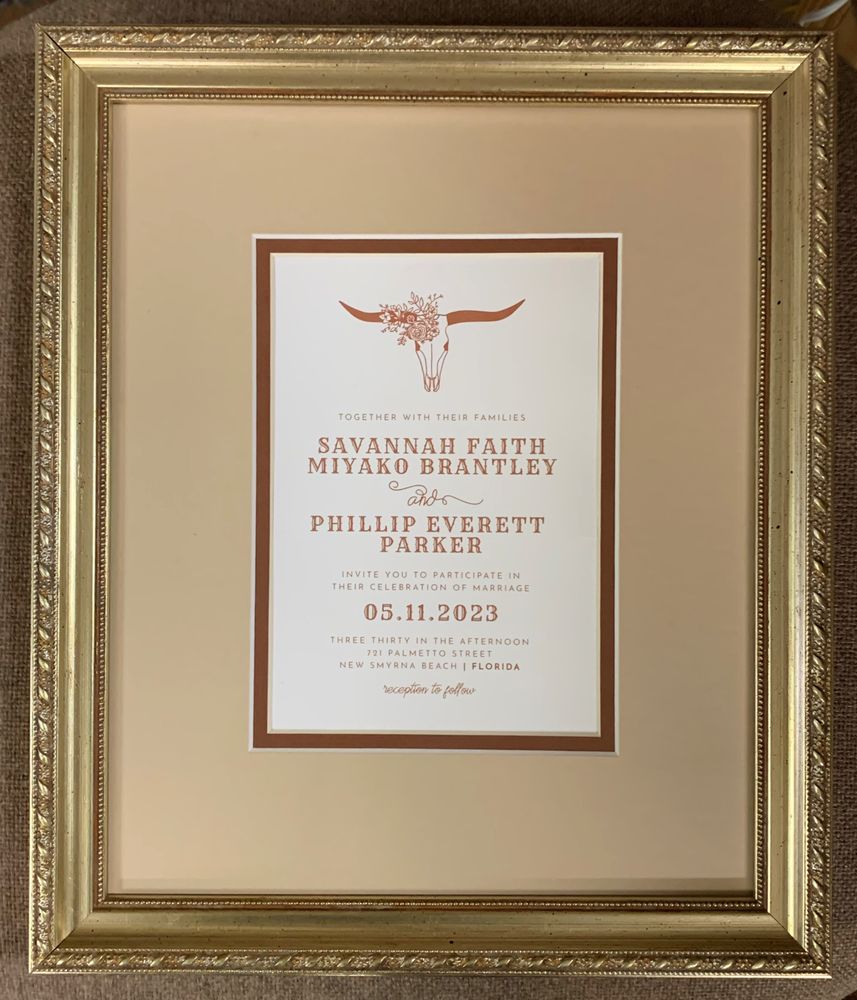 TOGETHER WITH THEIR FAMILIES
SAVANNAH FAITH
MIYAKO BRANTLEY
and
PHILLIP EVERETT
PARKER
INVITE YOU TO PARTICIPATE IN
THEIR CELEBRATION OF MARRIAGE
05.11.2023
THREE THIRTY IN THE AFTERNOON
721 PALMETTO STREET
NEW SMYRNA BEACH | FLORIDA
reception to follow